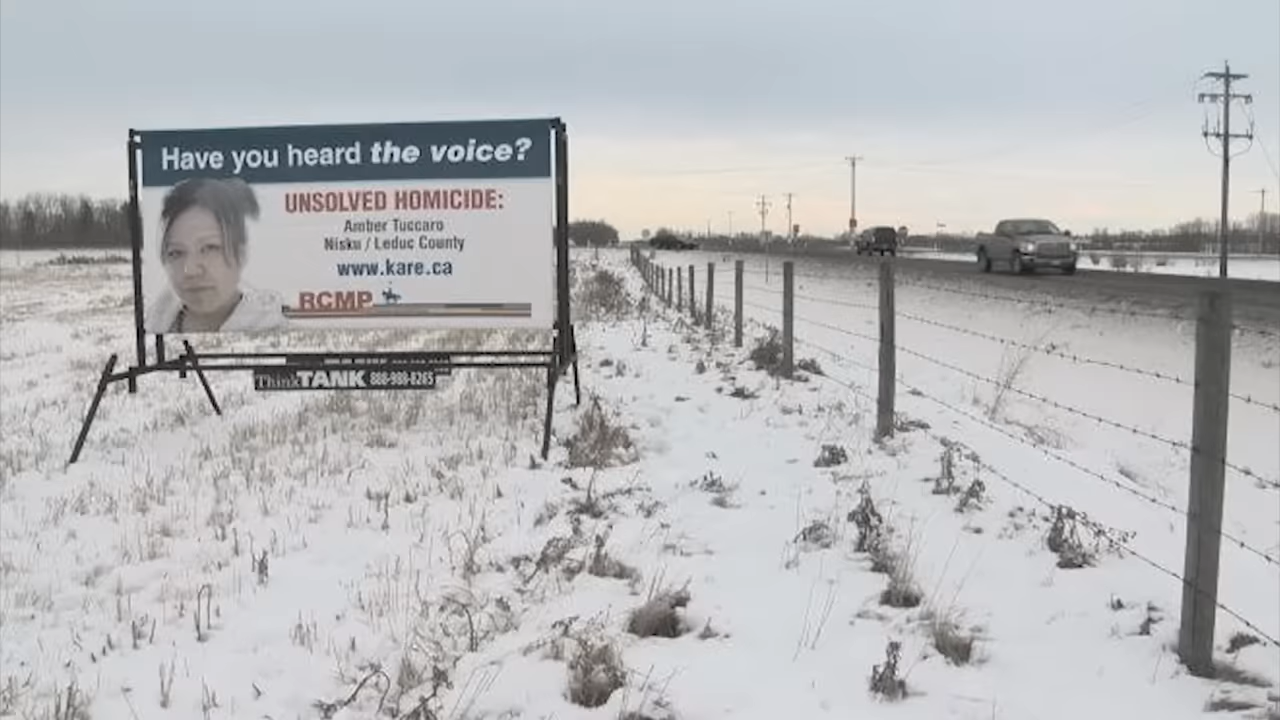 Have you heard the voice?
UNSOLVED HOMICIDE:
Amber Tuccaro
Nisku / Leduc County
www.kare.ca
RCMP
ThinkTANK 888-988-8265